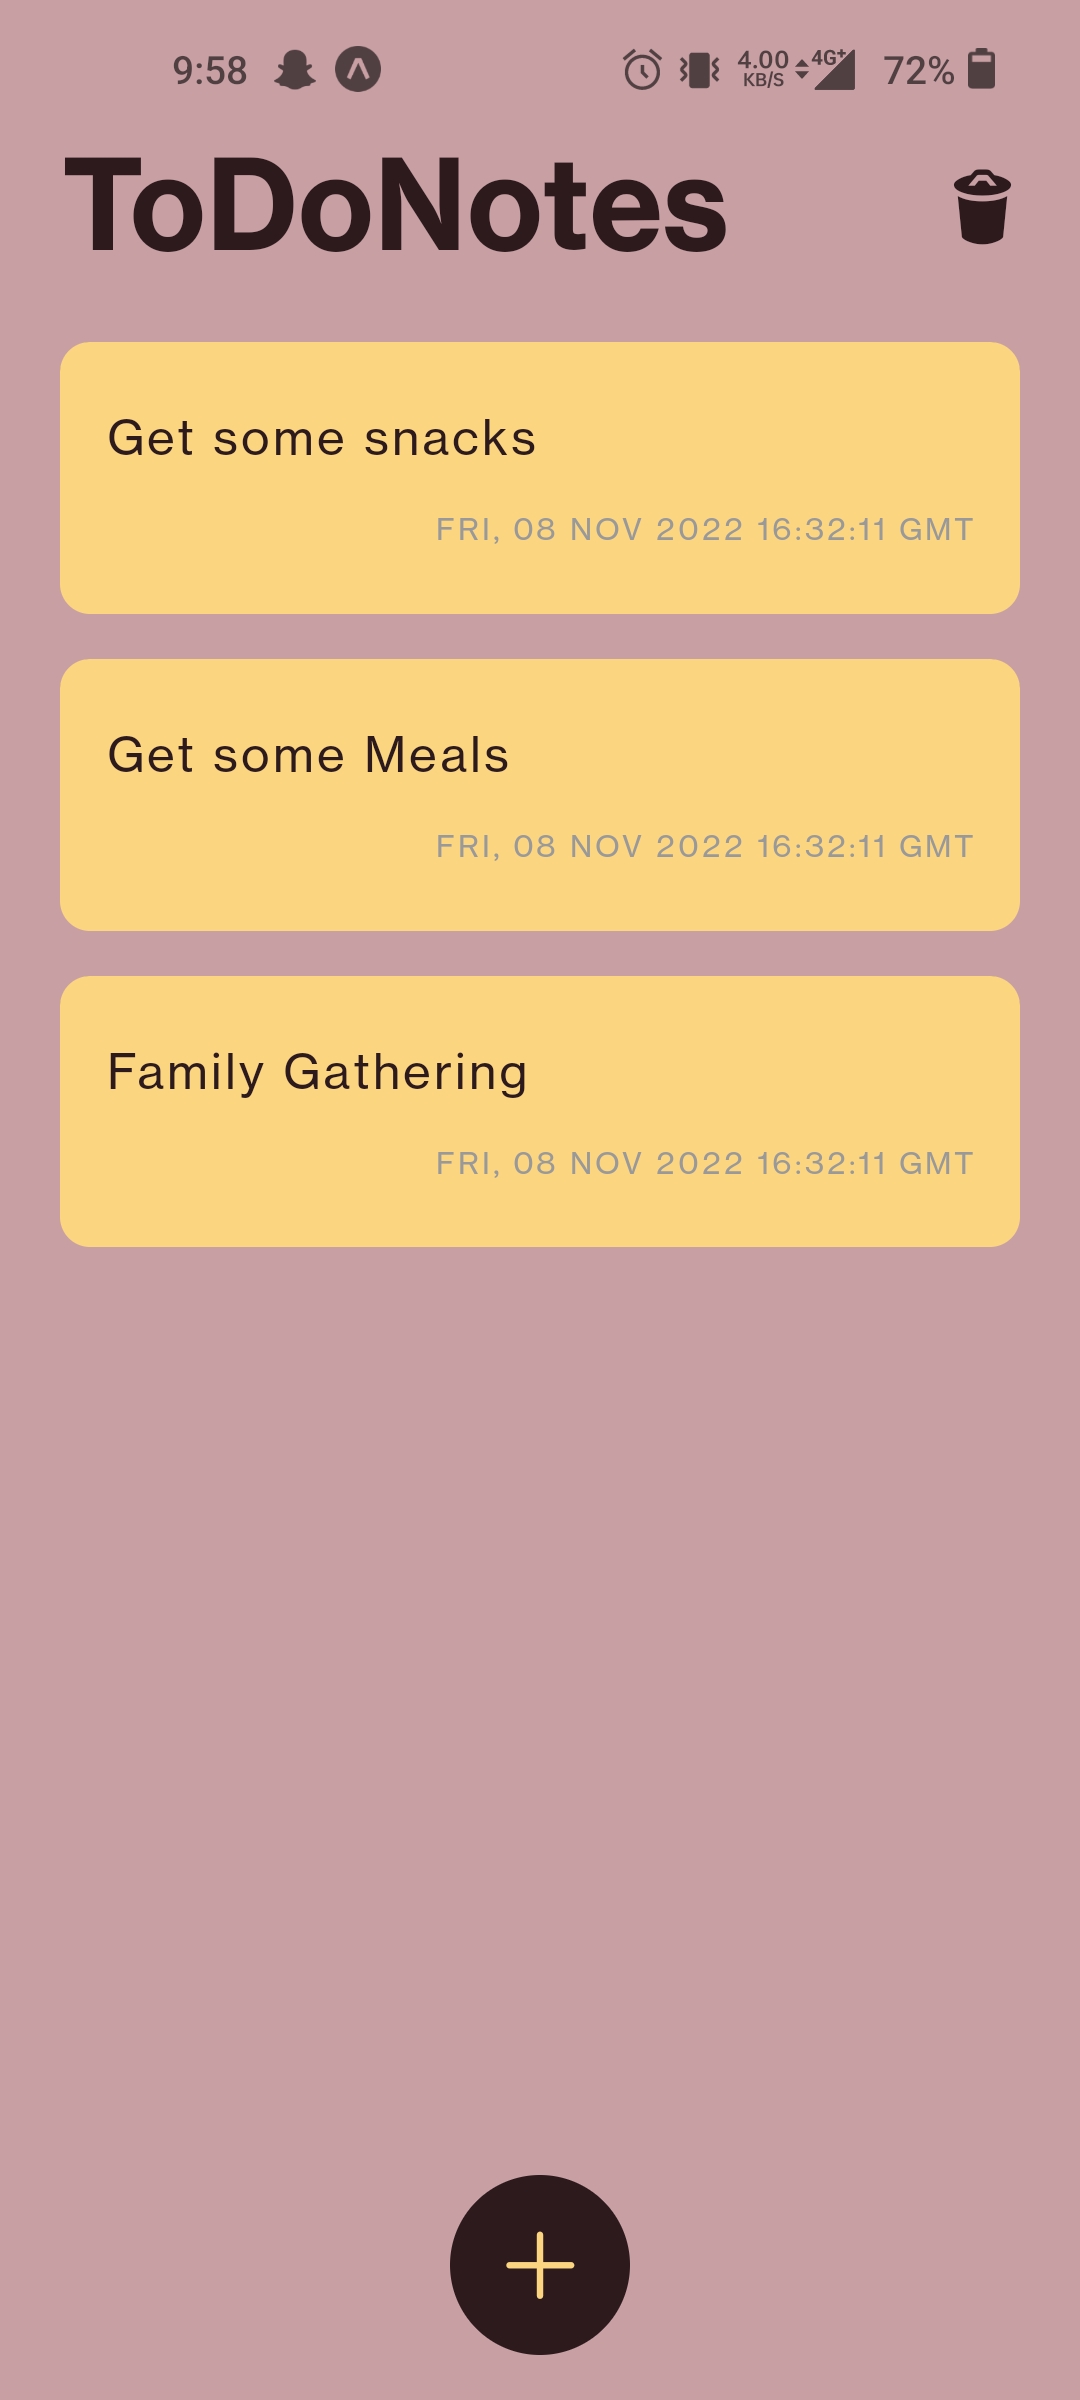 9:58 4.00 KB/S 4G+ 72%
ToDoNotes
Get some snacks
FRI, 08 NOV 2022 16:32:11 GMT
Get some Meals
FRI, 08 NOV 2022 16:32:11 GMT
Family Gathering
FRI, 08 NOV 2022 16:32:11 GMT